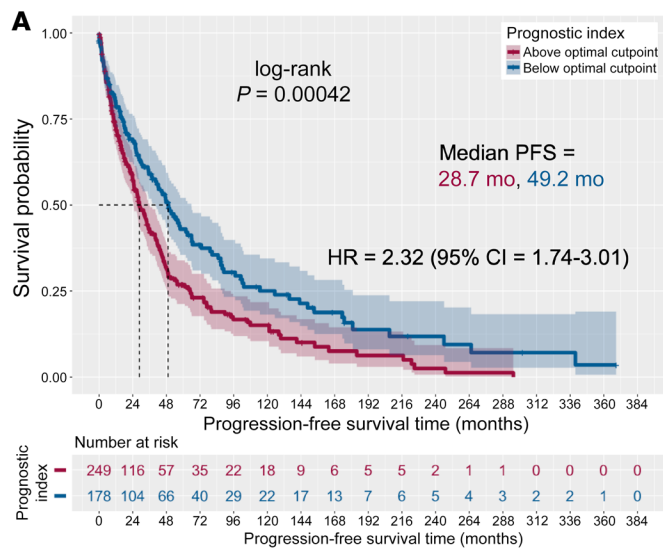 A
Prognostic index
Above optimal cutpoint
Below optimal cutpoint
log-rank
P = 0.00042
Median PFS =
28.7 mo, 49.2 mo
HR = 2.32 (95% CI = 1.74-3.01)
Survival probability
1.00
0.75
0.50
0.25
0.00
0 24 48 72 96 120 144 168 192 216 240 264 288 312 336 360 384
Progression-free survival time (months)
Number at risk
Prognostic
index
249 116 57 35 22 18 9 6 5 5 2 1 1 0 0 0 0
178 104 66 40 29 22 17 13 7 6 5 4 3 2 2 1 0
0 24 48 72 96 120 144 168 192 216 240 264 288 312 336 360 384
Progression-free survival time (months)